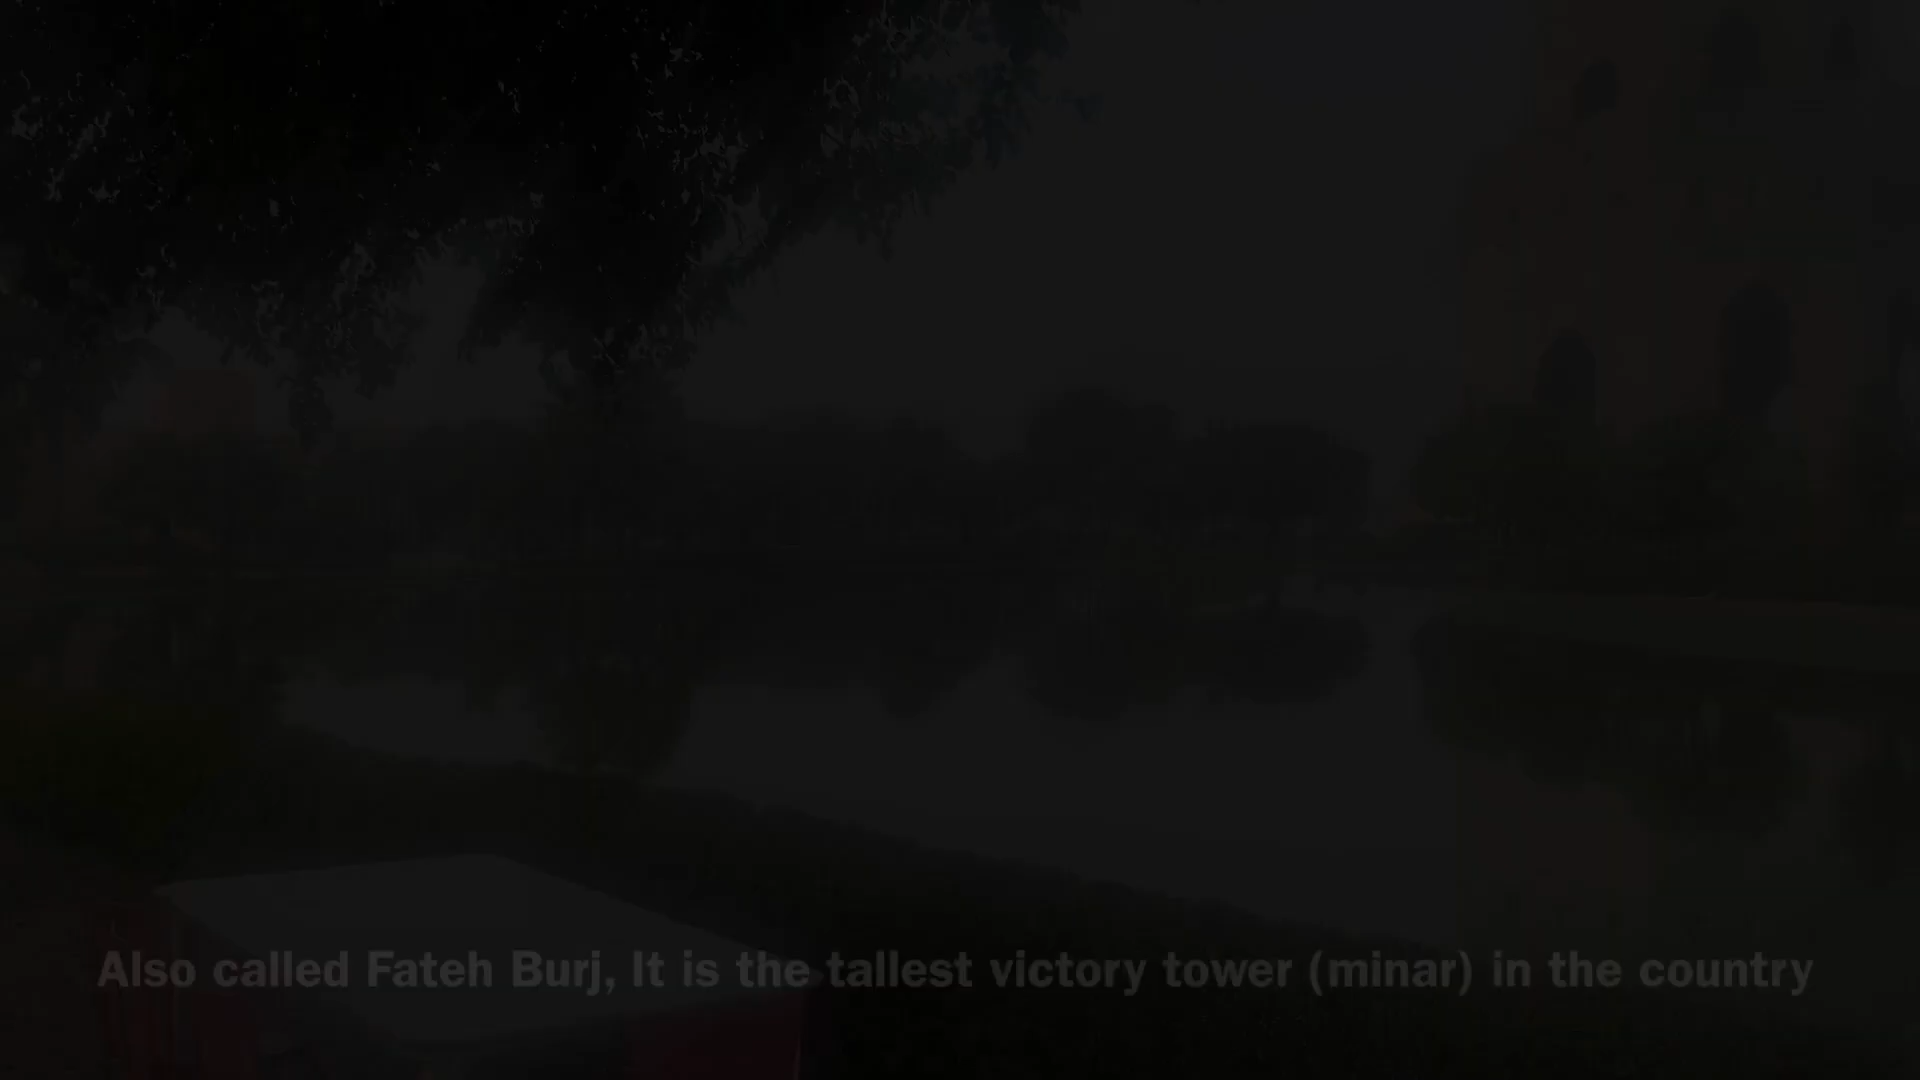 Also called Fateh Burj, It is the tallest victory tower (minar) in the country